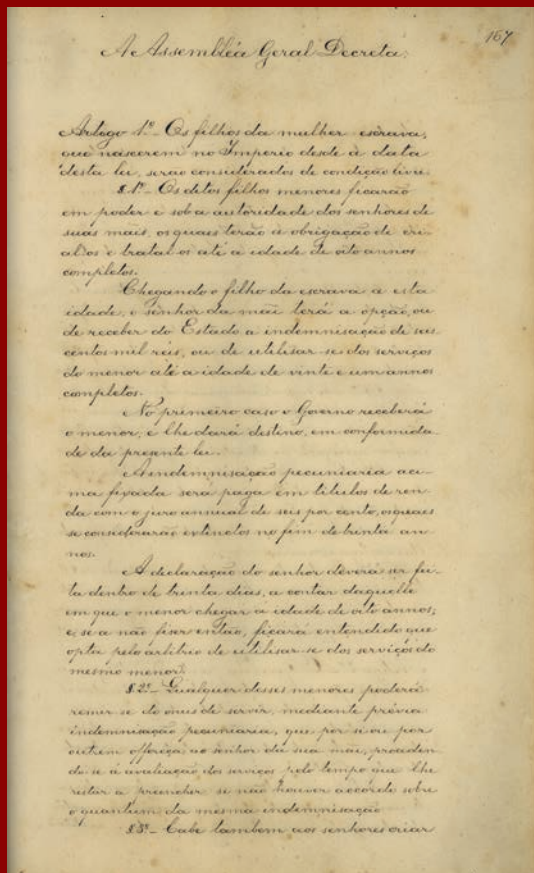 167
A Assembléa Geral Decreta:
Artogo 1º_ Os filhos da mulher escrava,
que nascerem no Imperio desde a data
desta lei, serão considerados de condição livre.
§.1º_ Os ditos filhos menores ficarão
em poder e sob a autoridade dos senhores de
suas mãis, os quaes terão a obrigação de cri-
al-os e tratal-os até a idade de oito annos
completos.
Chegando o filho da escrava a esta
idade, o senhor da mãi terá a opção, ou
de receber do Estado a indemnisação de seis
centos mil réis, ou de utilisar-se dos serviços
do menor até a idade de vinte e um annos
completos.
No primeiro caso o Governo receberá
o menor, e lhe dará destino, em conformida-
de da presente lei.
A indemnisação pecuniaria aci-
ma fixada será paga em titulos de ren-
da com o juro annual de seis por cento, os quaes
se considerarão extinctos no fim de trinta an-
nos.
A declaração do senhor deverá ser fei-
ta dentro de trinta dias, a contar daquelle
em que o menor chegar a idade de oito annos;
e, se a não fizer então, ficará entendido que
opta pelo arbitrio de utilisar-se dos serviços do
mesmo menor.
§.2º_ Qualquer desses menores poderá
remir-se do onus de servir, mediante prévia
indemnisação pecuniaria, que por si ou por
outrem offereça ao senhor de sua mãi, proceden-
do-se á avaliação dos serviços pelo tempo que lhe
restar a preencher se não houver accordo sobre
o quantum da mesma indemnisação
§.3º_ Cabe tambem aos senhores criar